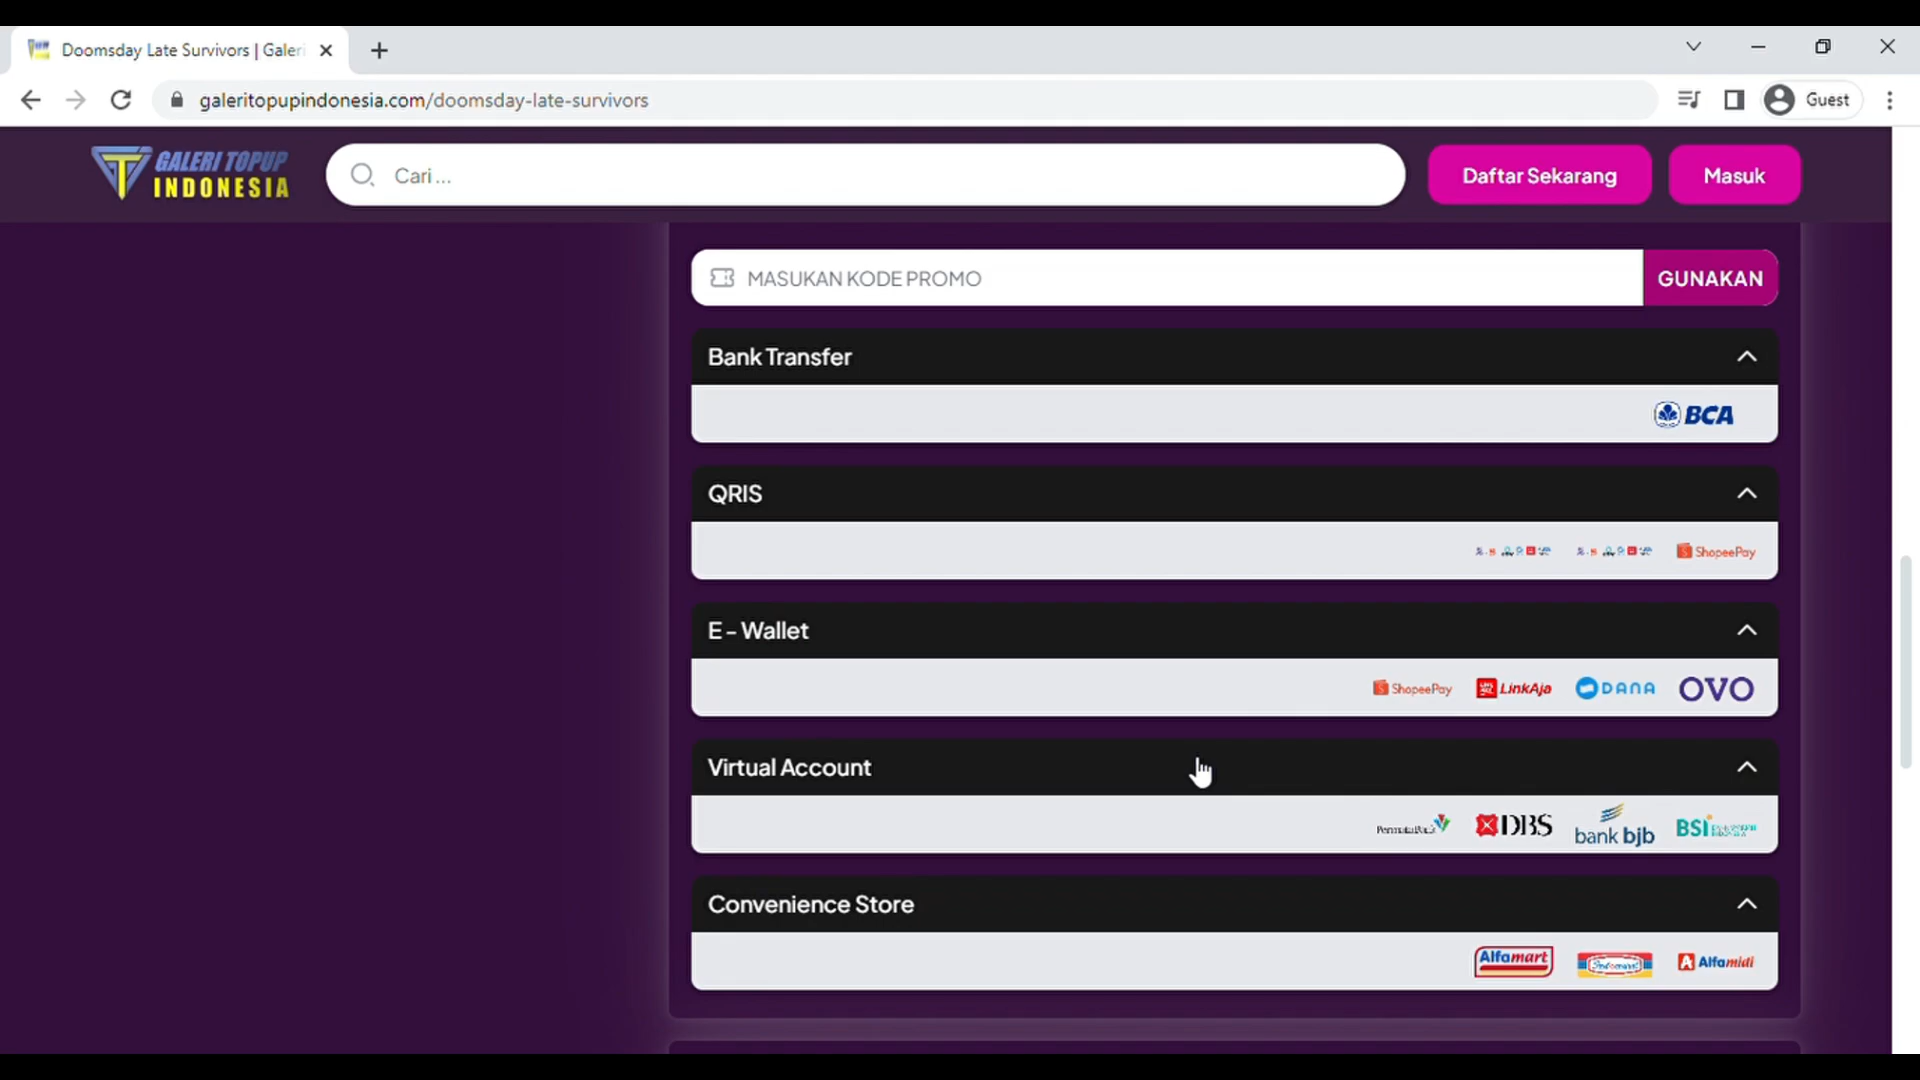 Doomsday Late Survivors | Galeri
galeritopupindonesia.com/doomsday-late-survivors
Guest
GALERI TOPUP
INDONESIA
Cari ...
Daftar Sekarang
Masuk
MASUKAN KODE PROMO
GUNAKAN
Bank Transfer
BCA
QRIS
ShopeePay
E - Wallet
ShopeePay
LinkAja
DANA
OVO
Virtual Account
PermataBank
DBS
bank bjb
BSI
Convenience Store
Alfamart
Indomaret
Alfamidi